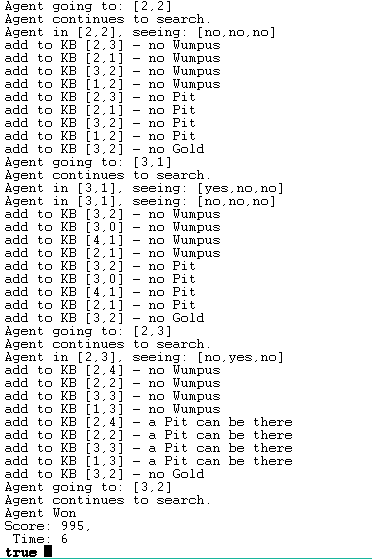 Agent going to: [2,2]
Agent continues to search.
Agent in [2,2], seeing: [no,no,no]
add to KB [2,3] – no Wumpus
add to KB [2,1] – no Wumpus
add to KB [3,2] – no Wumpus
add to KB [1,2] – no Wumpus
add to KB [2,3] – no Pit
add to KB [2,1] – no Pit
add to KB [3,2] – no Pit
add to KB [1,2] – no Pit
add to KB [3,2] – no Gold
Agent going to: [3,1]
Agent continues to search.
Agent in [3,1], seeing: [yes,no,no]
Agent in [3,1], seeing: [no,no,no]
add to KB [3,2] – no Wumpus
add to KB [3,0] – no Wumpus
add to KB [4,1] – no Wumpus
add to KB [2,1] – no Wumpus
add to KB [3,2] – no Pit
add to KB [3,0] – no Pit
add to KB [4,1] – no Pit
add to KB [2,1] – no Pit
add to KB [3,2] – no Gold
Agent going to: [2,3]
Agent continues to search.
Agent in [2,3], seeing: [no,yes,no]
add to KB [2,4] – no Wumpus
add to KB [2,2] – no Wumpus
add to KB [3,3] – no Wumpus
add to KB [1,3] – no Wumpus
add to KB [2,4] – a Pit can be there
add to KB [2,2] – a Pit can be there
add to KB [3,3] – a Pit can be there
add to KB [1,3] – a Pit can be there
add to KB [3,2] – no Gold
Agent going to: [3,2]
Agent continues to search.
Agent Won
Score: 995,
Time: 6
true